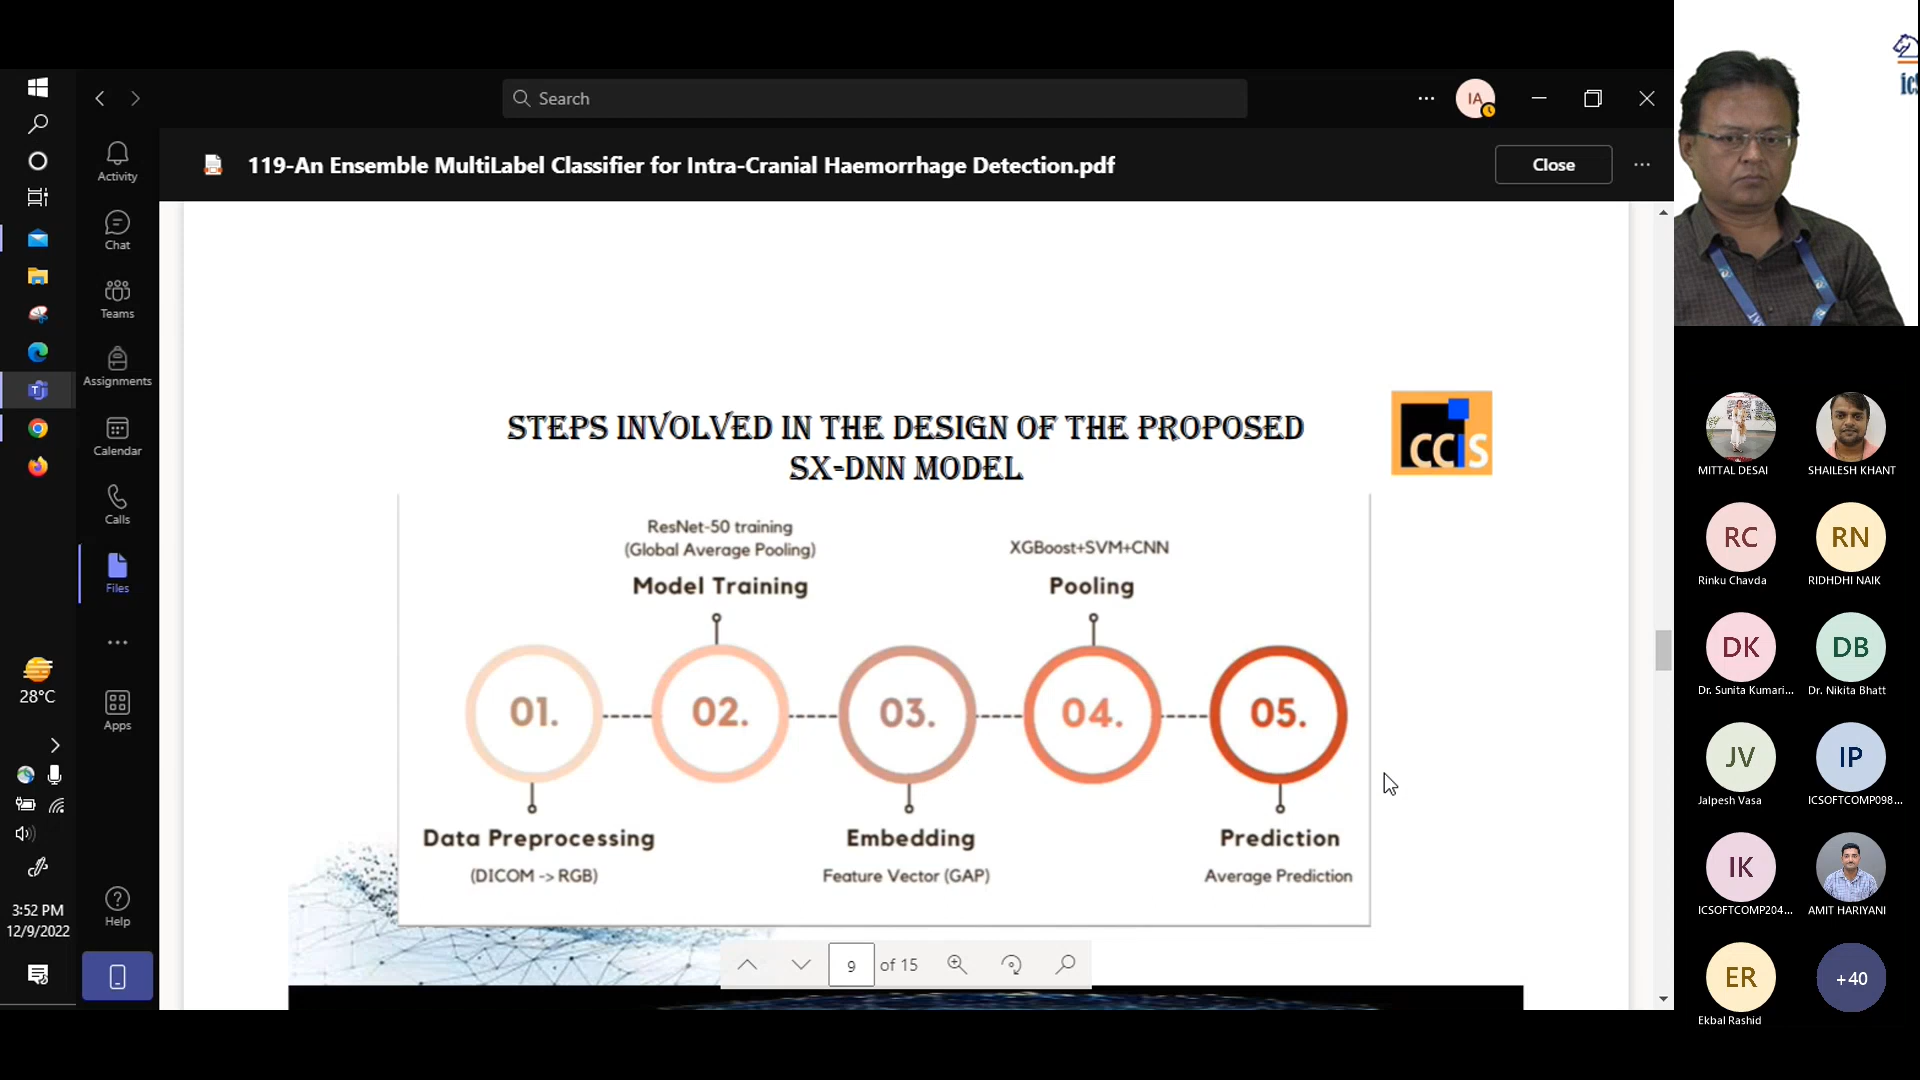 Search
IA
119-An Ensemble MultiLabel Classifier for Intra-Cranial Haemorrhage Detection.pdf
Close
Activity
Chat
Teams
Assignments
Calendar
Calls
Files
Apps
Help
28°C
3:52 PM
12/9/2022
STEPS INVOLVED IN THE DESIGN OF THE PROPOSED
SX-DNN MODEL
CCIS
ResNet-50 training
(Global Average Pooling)
Model Training
XGBoost+SVM+CNN
Pooling
01.
02.
03.
04.
05.
Data Preprocessing
(DICOM -> RGB)
Embedding
Feature Vector (GAP)
Prediction
Average Prediction
9 of 15
MITTAL DESAI
SHAILESH KHANT
RC
Rinku Chavda
RN
RIDHDHI NAIK
DK
Dr. Sunita Kumari...
DB
Dr. Nikita Bhatt
JV
Jalpesh Vasa
IP
ICSOFTCOMP098...
IK
ICSOFTCOMP204...
AMIT HARIYANI
ER
Ekbal Rashid
+40